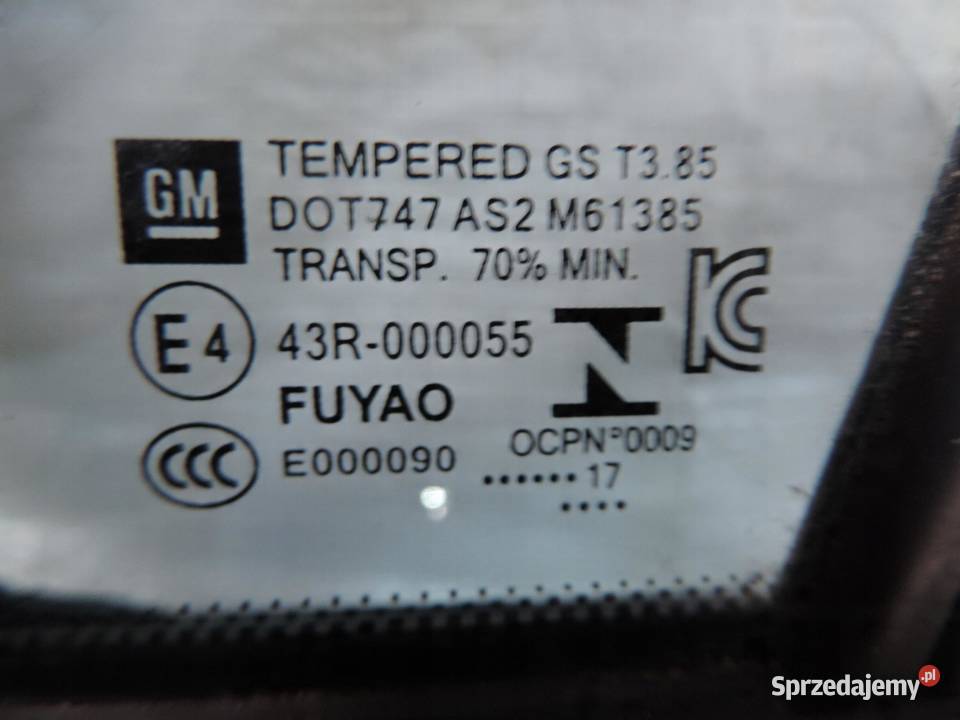 GM
TEMPERED GS T3.85
DOT747 AS2 M61385
TRANSP. 70% MIN.
E4
43R-000055
FUYAO
CCC
E000090
N
KC
OCPN°0009
...... 17
....
Sprzedajemy.pl